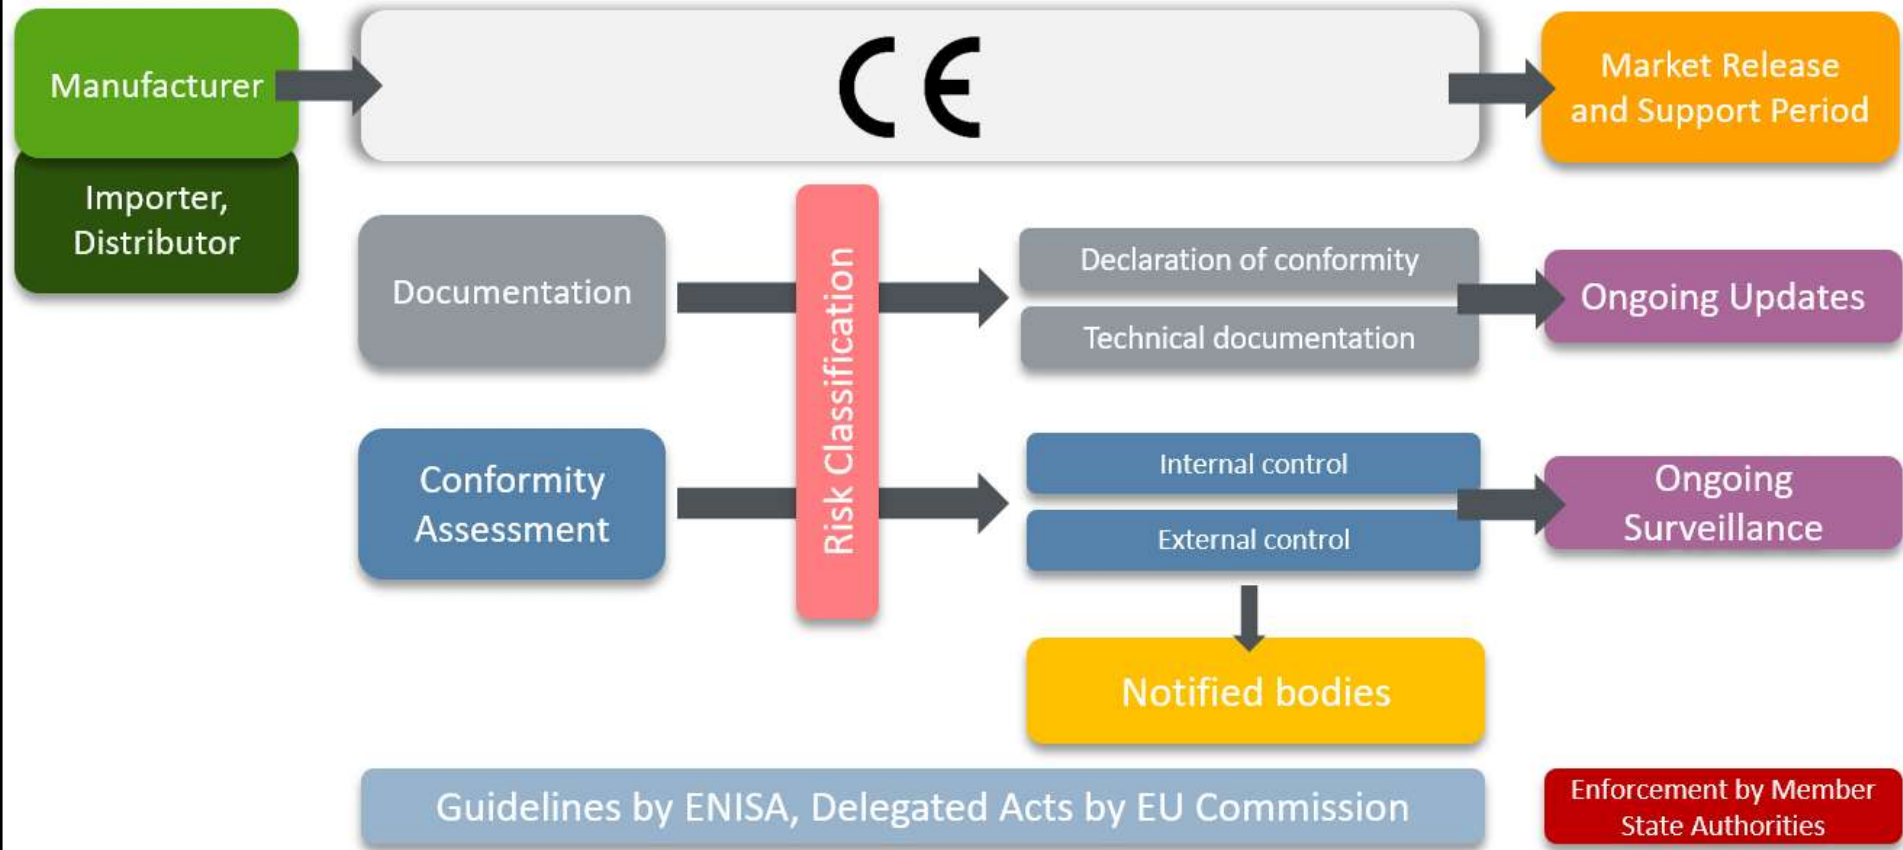 Manufacturer
CE
Market Release
and Support Period
Importer,
Distributor
Documentation
Risk Classification
Declaration of conformity
Technical documentation
Ongoing Updates
Conformity
Assessment
Internal control
External control
Ongoing
Surveillance
Notified bodies
Guidelines by ENISA, Delegated Acts by EU Commission
Enforcement by Member
State Authorities